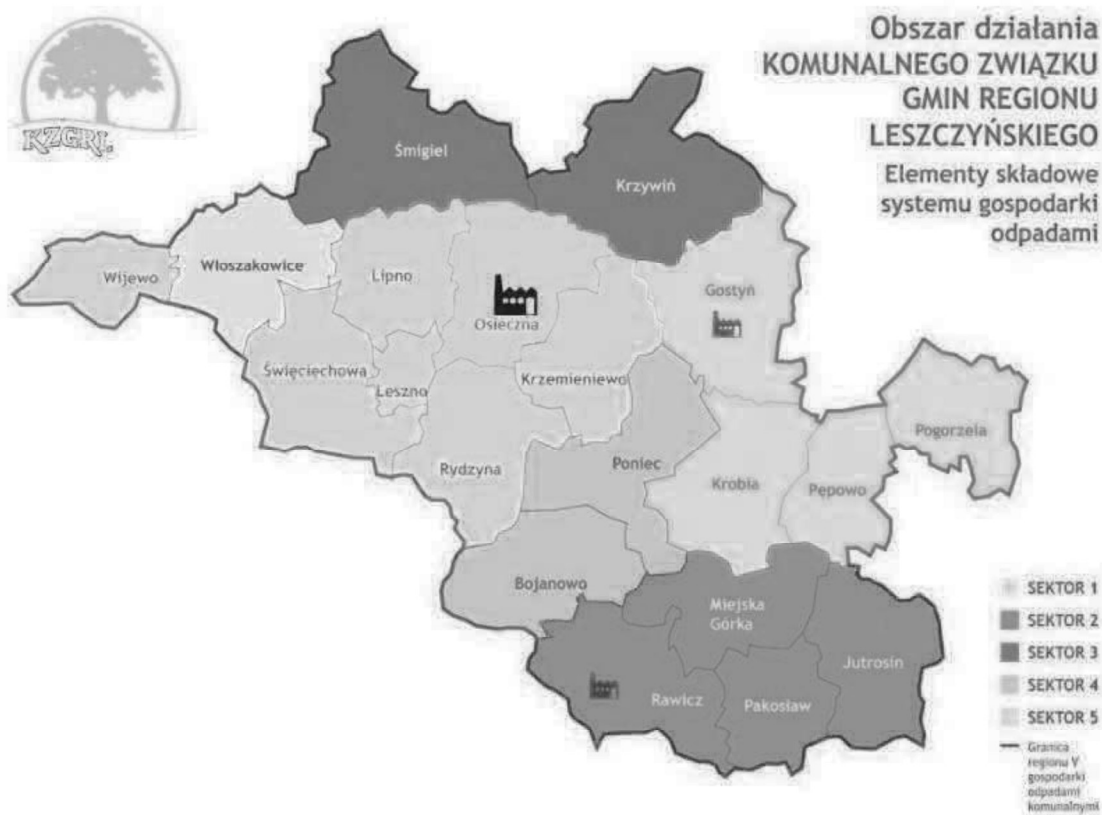 KZGRL
Obszar działania
KOMUNALNEGO ZWIĄZKU
GMIN REGIONU
LESZCZYŃSKIEGO
Elementy składowe
systemu gospodarki
odpadami
Śmigiel
Krzywiń
Wijewo
Włoszakowice
Lipno
Osieczna
Gostyń
Święciechowa
Leszno
Krzemieniewo
Rydzyna
Poniec
Krobia
Pępowo
Pogorzela
Bojanowo
Miejska
Górka
Jutrosin
Rawicz
Pakosław
SEKTOR 1
SEKTOR 2
SEKTOR 3
SEKTOR 4
SEKTOR 5
Granica
regionu V
gospodarki
odpadami
komunalnymi